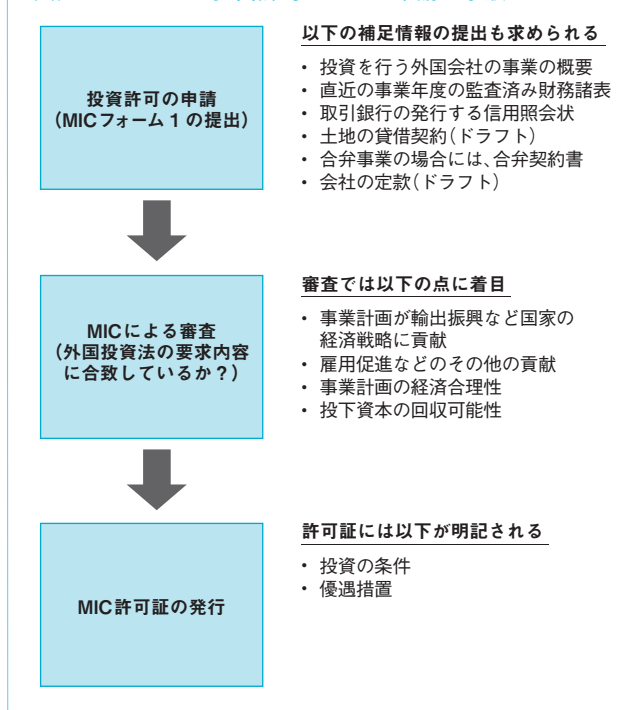 投資許可の申請
(MICフォーム1の提出)
以下の補足情報の提出も求められる
・ 投資を行う外国会社の事業の概要
・ 直近の事業年度の監査済み財務諸表
・ 取引銀行の発行する信用照会状
・ 土地の貸借契約(ドラフト)
・ 合弁事業の場合には、合弁契約書
・ 会社の定款(ドラフト)
MICによる審査
(外国投資法の要求内容
に合致しているか?)
審査では以下の点に着目
・ 事業計画が輸出振興など国家の
経済戦略に貢献
・ 雇用促進などのその他の貢献
・ 事業計画の経済合理性
・ 投下資本の回収可能性
MIC許可証の発行
許可証には以下が明記される
・ 投資の条件
・ 優遇措置